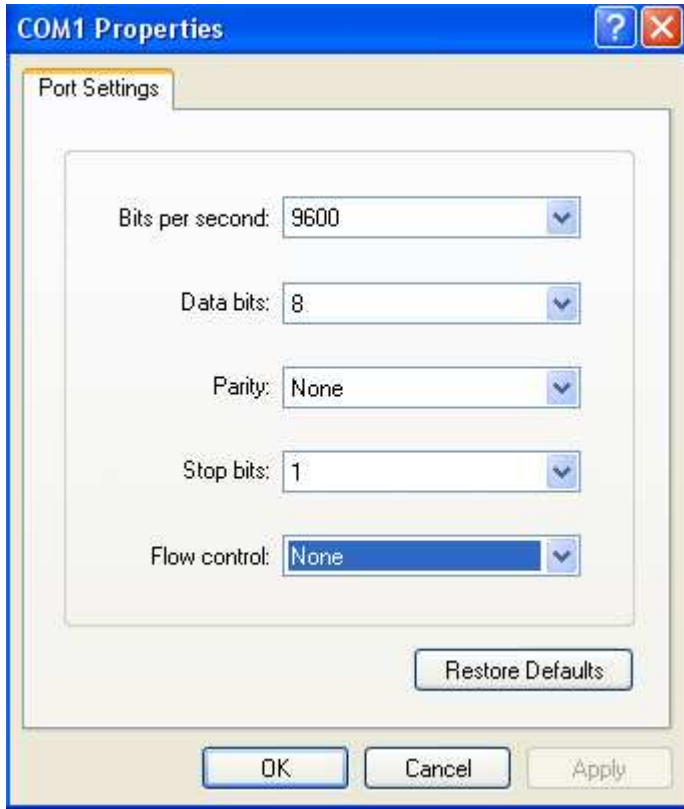 COM1 Properties
Port Settings
Bits per second: 9600
Data bits: 8
Parity: None
Stop bits: 1
Flow control: None
Restore Defaults
OK Cancel Apply